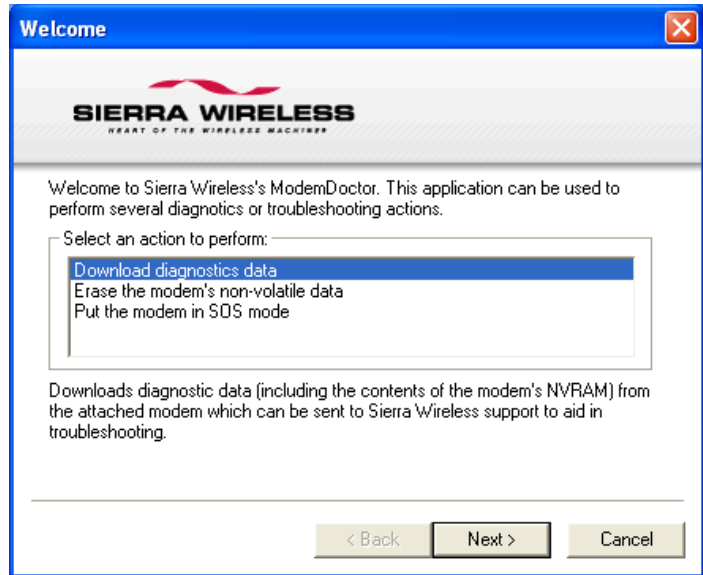 Welcome
SIERRA WIRELESS
HEART OF THE WIRELESS MACHINE®
Welcome to Sierra Wireless's ModemDoctor. This application can be used to
perform several diagnotics or troubleshooting actions.
Select an action to perform:
Download diagnostics data
Erase the modem's non-volatile data
Put the modem in SOS mode
Downloads diagnostic data (including the contents of the modem's NVRAM) from
the attached modem which can be sent to Sierra Wireless support to aid in
troubleshooting.
< Back Next > Cancel